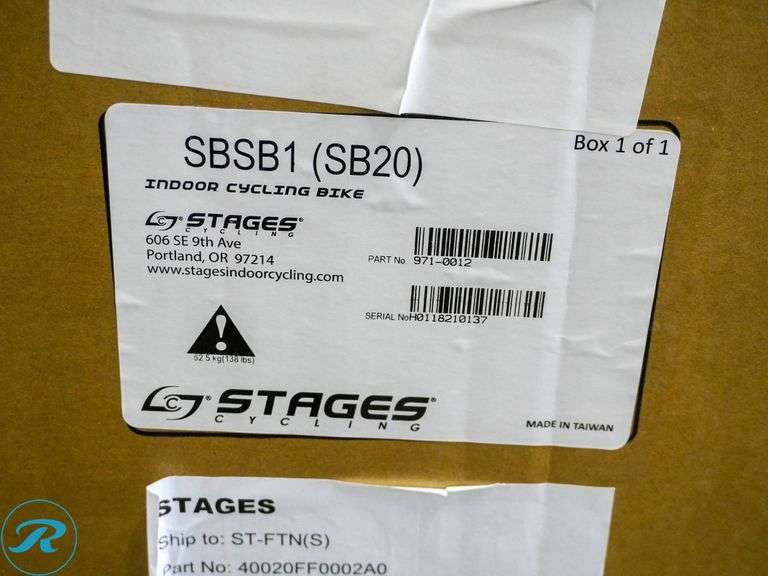 SBSB1 (SB20)
Box 1 of 1
INDOOR CYCLING BIKE
STAGES
CYCLING
606 SE 9th Ave
Portland, OR 97214
www.stagesindoorcycling.com
PART No 971-0012
SERIAL No H0118210137
62.5 kg(138 lbs)
STAGES
CYCLING
MADE IN TAIWAN
STAGES
Ship to: ST-FTN(S)
Part No: 40020FF0002A0
R